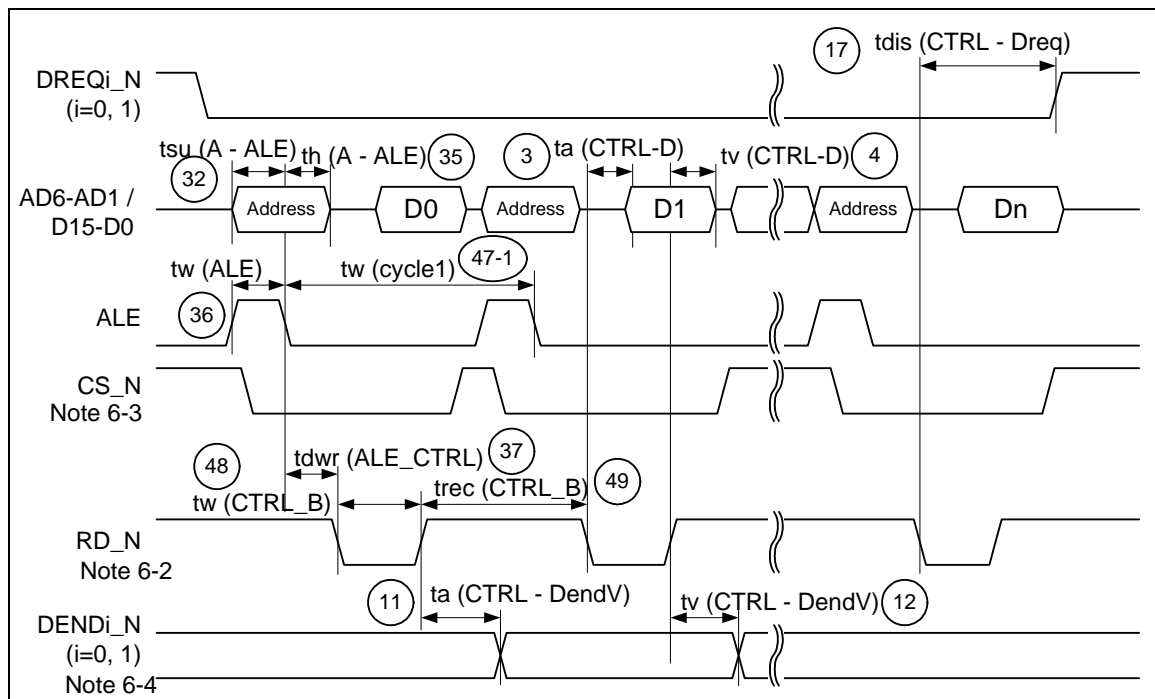 17
tdis (CTRL - Dreq)
DREQi_N
(i=0, 1)
tsu (A - ALE)
th (A - ALE)
35
3
ta (CTRL-D)
tv (CTRL-D)
4
32
AD6-AD1 /
D15-D0
Address
D0
Address
D1
Address
Dn
tw (ALE)
tw (cycle1)
47-1
ALE
36
CS_N
Note 6-3
48
tdwr (ALE_CTRL)
37
tw (CTRL_B)
trec (CTRL_B)
49
RD_N
Note 6-2
11
ta (CTRL - DendV)
tv (CTRL - DendV)
12
DENDi_N
(i=0, 1)
Note 6-4